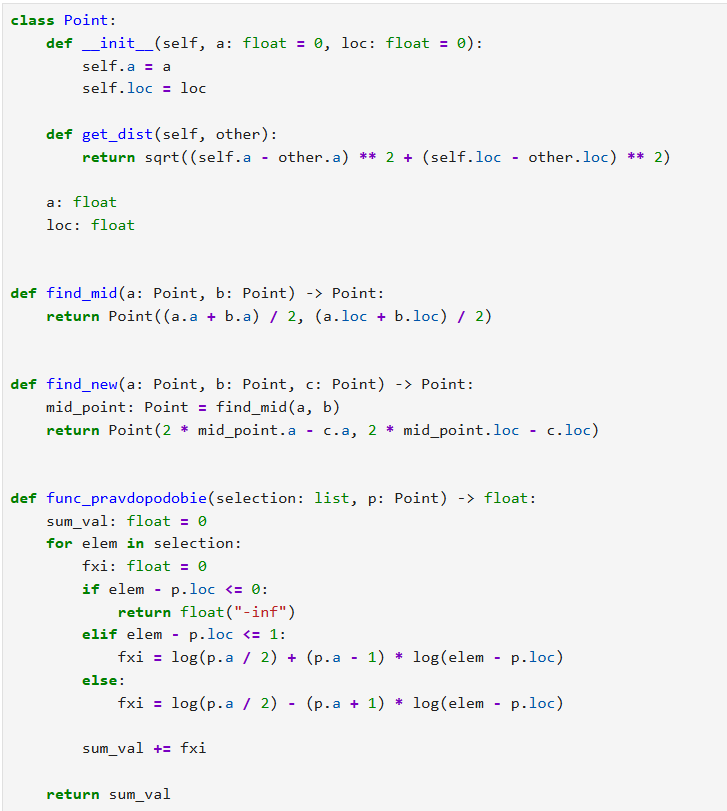 class Point:
    def __init__(self, a: float = 0, loc: float = 0):
        self.a = a
        self.loc = loc

    def get_dist(self, other):
        return sqrt((self.a - other.a) ** 2 + (self.loc - other.loc) ** 2)

    a: float
    loc: float


def find_mid(a: Point, b: Point) -> Point:
    return Point((a.a + b.a) / 2, (a.loc + b.loc) / 2)


def find_new(a: Point, b: Point, c: Point) -> Point:
    mid_point: Point = find_mid(a, b)
    return Point(2 * mid_point.a - c.a, 2 * mid_point.loc - c.loc)


def func_pravdopodobie(selection: list, p: Point) -> float:
    sum_val: float = 0
    for elem in selection:
        fxi: float = 0
        if elem - p.loc <= 0:
            return float("-inf")
        elif elem - p.loc <= 1:
            fxi = log(p.a / 2) + (p.a - 1) * log(elem - p.loc)
        else:
            fxi = log(p.a / 2) - (p.a + 1) * log(elem - p.loc)

        sum_val += fxi

    return sum_val